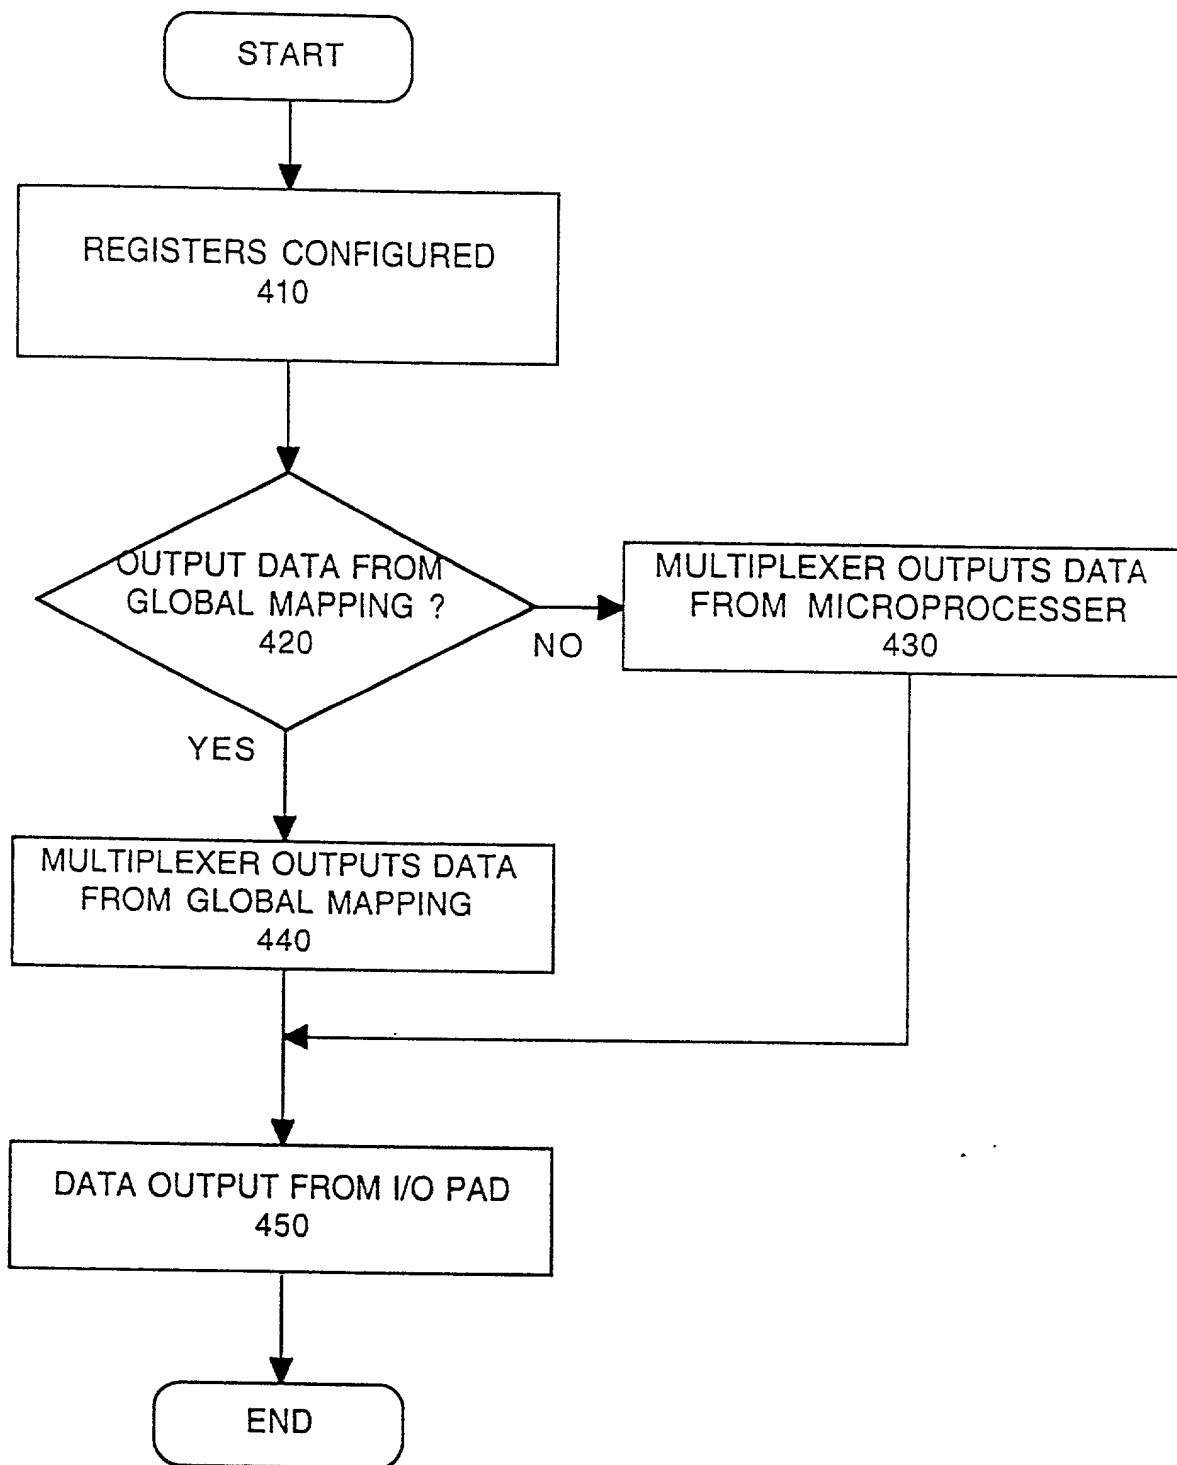 START
REGISTERS CONFIGURED
410
OUTPUT DATA FROM
GLOBAL MAPPING ?
420
NO
MULTIPLEXER OUTPUTS DATA
FROM MICROPROCESSER
430
YES
MULTIPLEXER OUTPUTS DATA
FROM GLOBAL MAPPING
440
DATA OUTPUT FROM I/O PAD
450
END